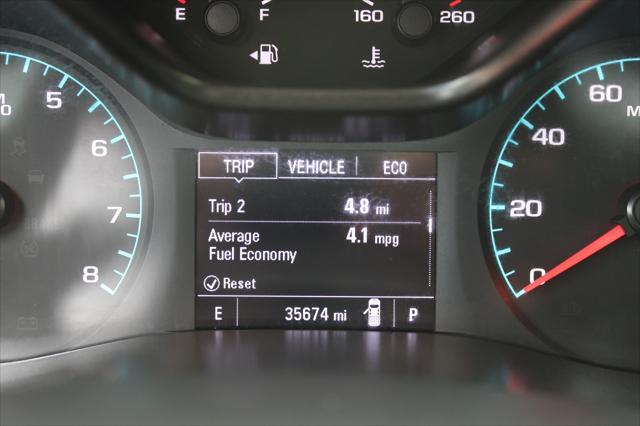 E F 160 260
TRIP VEHICLE ECO
Trip 2 4.8 mi
Average 4.1 mpg
Fuel Economy
Reset
E 35674 mi P
5
6
7
8
60
40
20
0